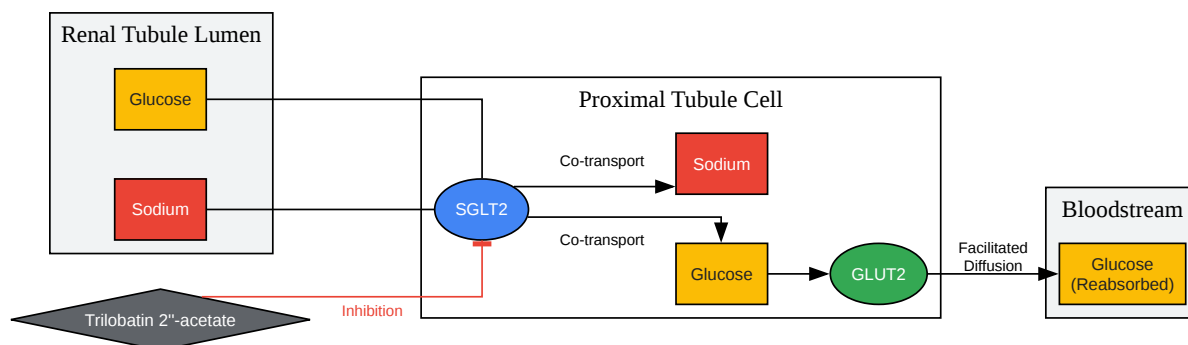 Renal Tubule Lumen
Glucose
Sodium
Trilobatin 2"-acetate
Inhibition
Proximal Tubule Cell
SGLT2
Co-transport
Sodium
Co-transport
Glucose
GLUT2
Facilitated
Diffusion
Bloodstream
Glucose
(Reabsorbed)